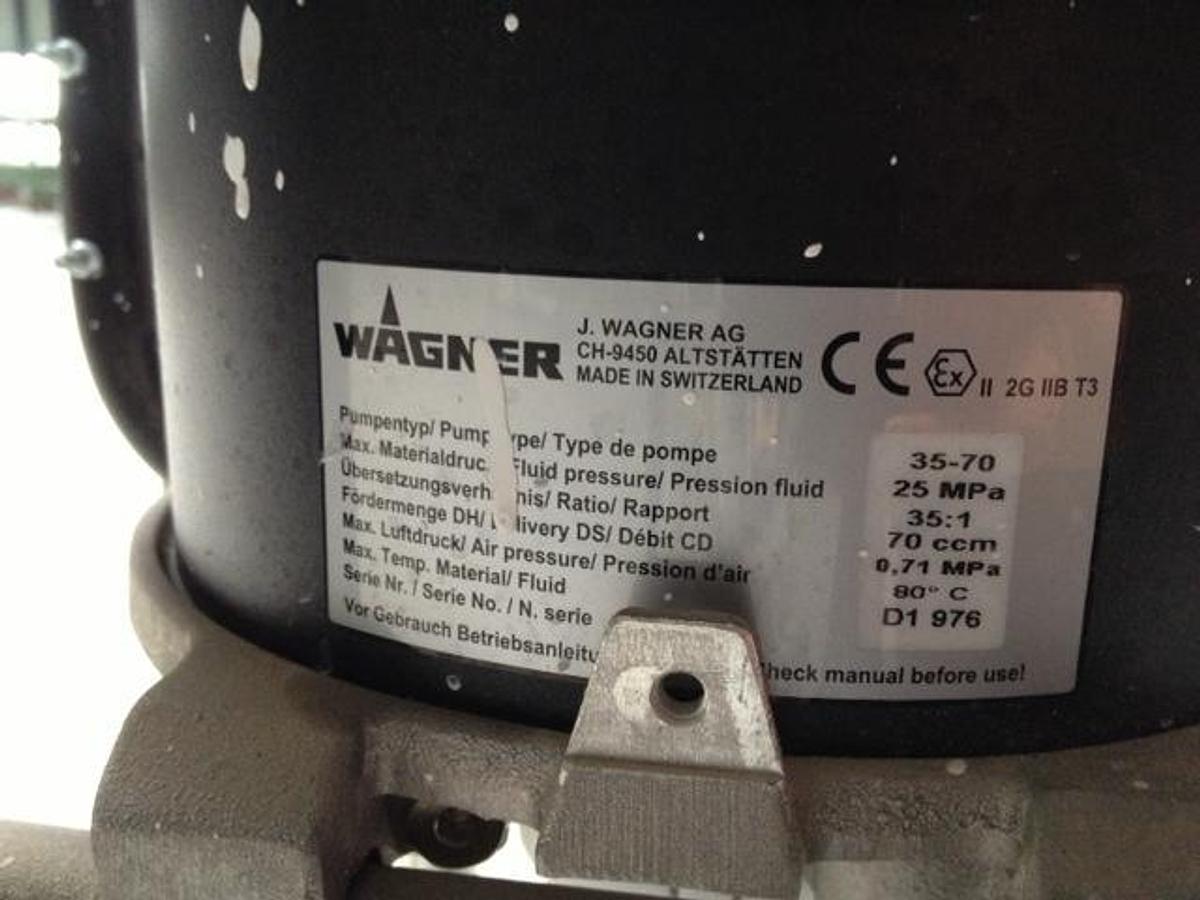 WAGNER
J. WAGNER AG
CH-9450 ALTSTÄTTEN
MADE IN SWITZERLAND
CE Ex II 2G IIB T3
Pumpentyp/ Pump ype/ Type de pompe 35-70
Max. Materialdruc Fluid pressure/ Pression fluid 25 MPa
Übersetzungsverh nis/ Ratio/ Rapport 35:1
Fördermenge DH/ livery DS/ Débit CD 70 ccm
Max. Luftdruck/ Air pressure/ Pression d'air 0,71 MPa
Max. Temp. Material/ Fluid 80° C
Serie Nr. / Serie No. / N. serie D1 976
Vor Gebrauch Betriebsanleitu heck manual before use!